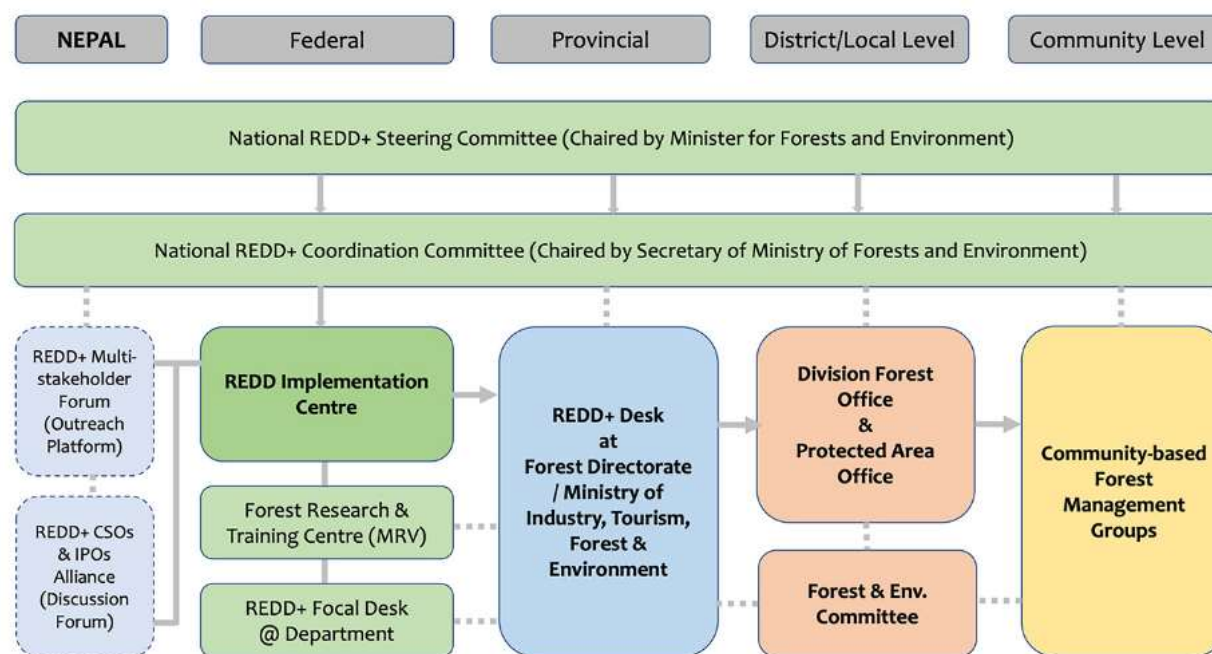 NEPAL
Federal
Provincial
District/Local Level
Community Level
National REDD+ Steering Committee (Chaired by Minister for Forests and Environment)
National REDD+ Coordination Committee (Chaired by Secretary of Ministry of Forests and Environment)
REDD+ Multi-
stakeholder
Forum
(Outreach
Platform)
REDD+ CSOs
& IPOs
Alliance
(Discussion
Forum)
REDD Implementation
Centre
Forest Research &
Training Centre (MRV)
REDD+ Focal Desk
@ Department
REDD+ Desk
at
Forest Directorate
/ Ministry of
Industry, Tourism,
Forest &
Environment
Division Forest
Office
&
Protected Area
Office
Forest & Env.
Committee
Community-based
Forest
Management
Groups